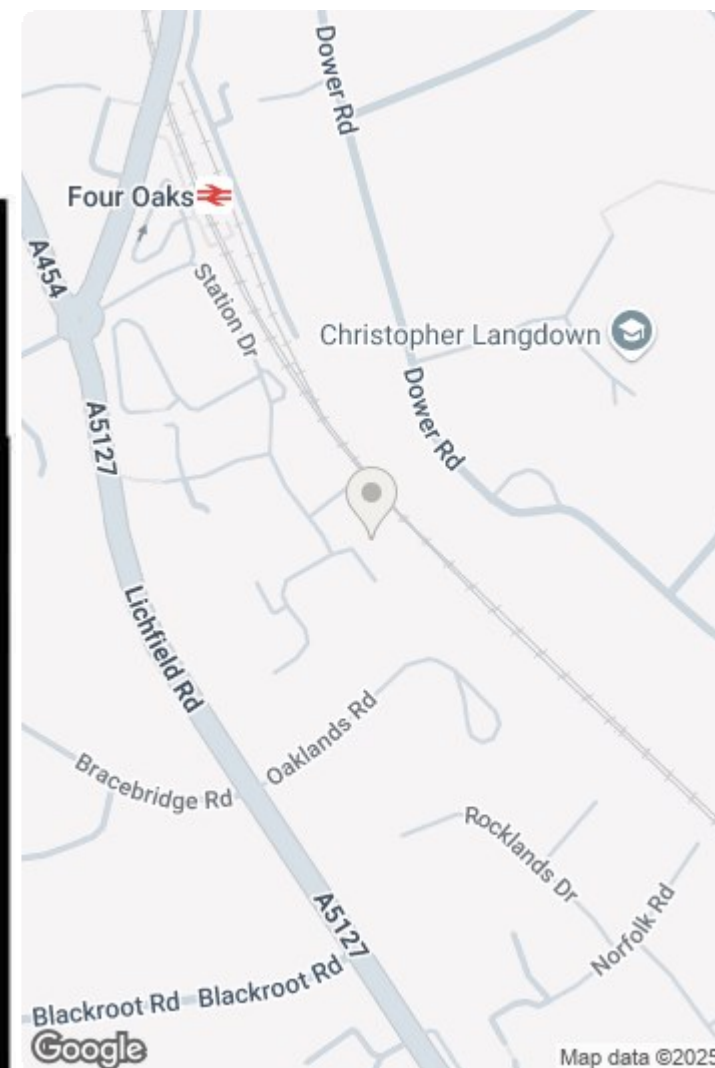 Dower Rd
Four Oaks
A454
Station Dr
Christopher Langdown
Dower Rd
A5127
Lichfield Rd
Oaklands Rd
Bracebridge Rd
Rocklands Dr
A5127
Norfolk Rd
Blackroot Rd
Blackroot Rd
Google
Map data ©2025